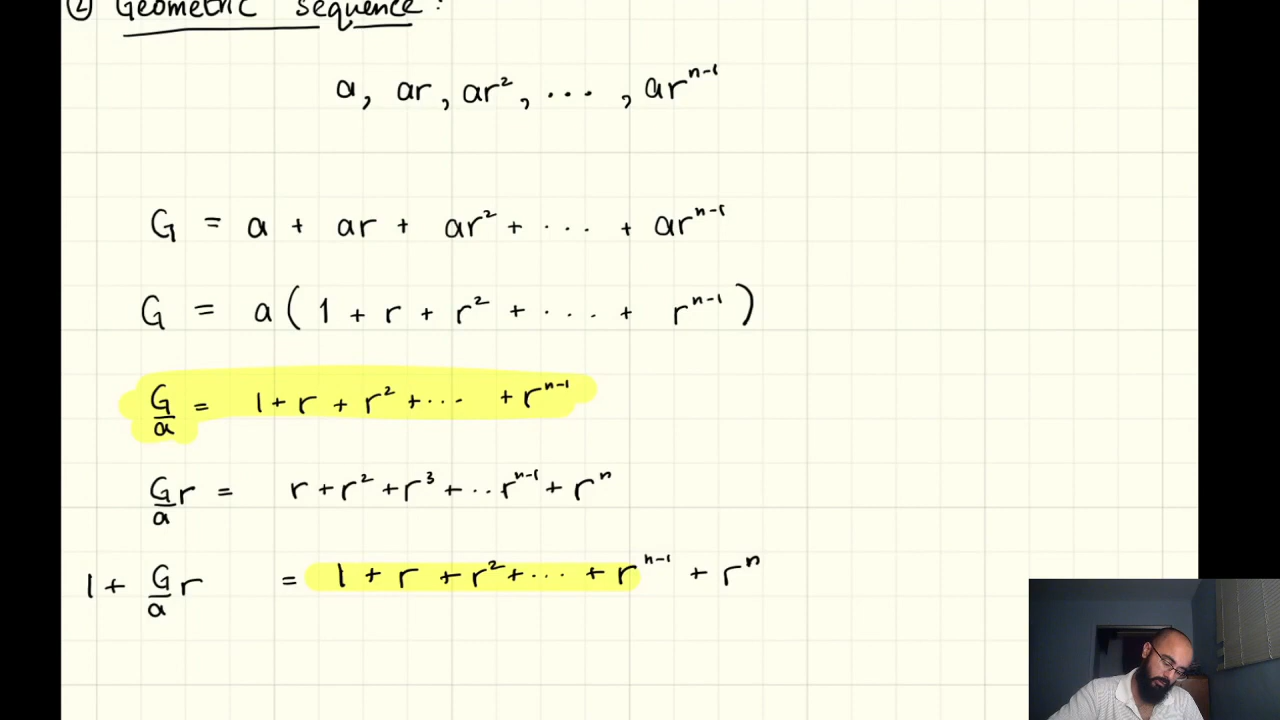 ② Geometric sequence:
a, ar, ar², ... , arⁿ⁻¹
G = a + ar + ar² + ... + arⁿ⁻¹
G = a(1 + r + r² + .... + rⁿ⁻¹)
G/a = 1 + r + r² + ... + rⁿ⁻¹
G/a r = r + r² + r³ + .. rⁿ⁻¹ + rⁿ
1 + G/a r = 1 + r + r² + ... + rⁿ⁻¹ + rⁿ